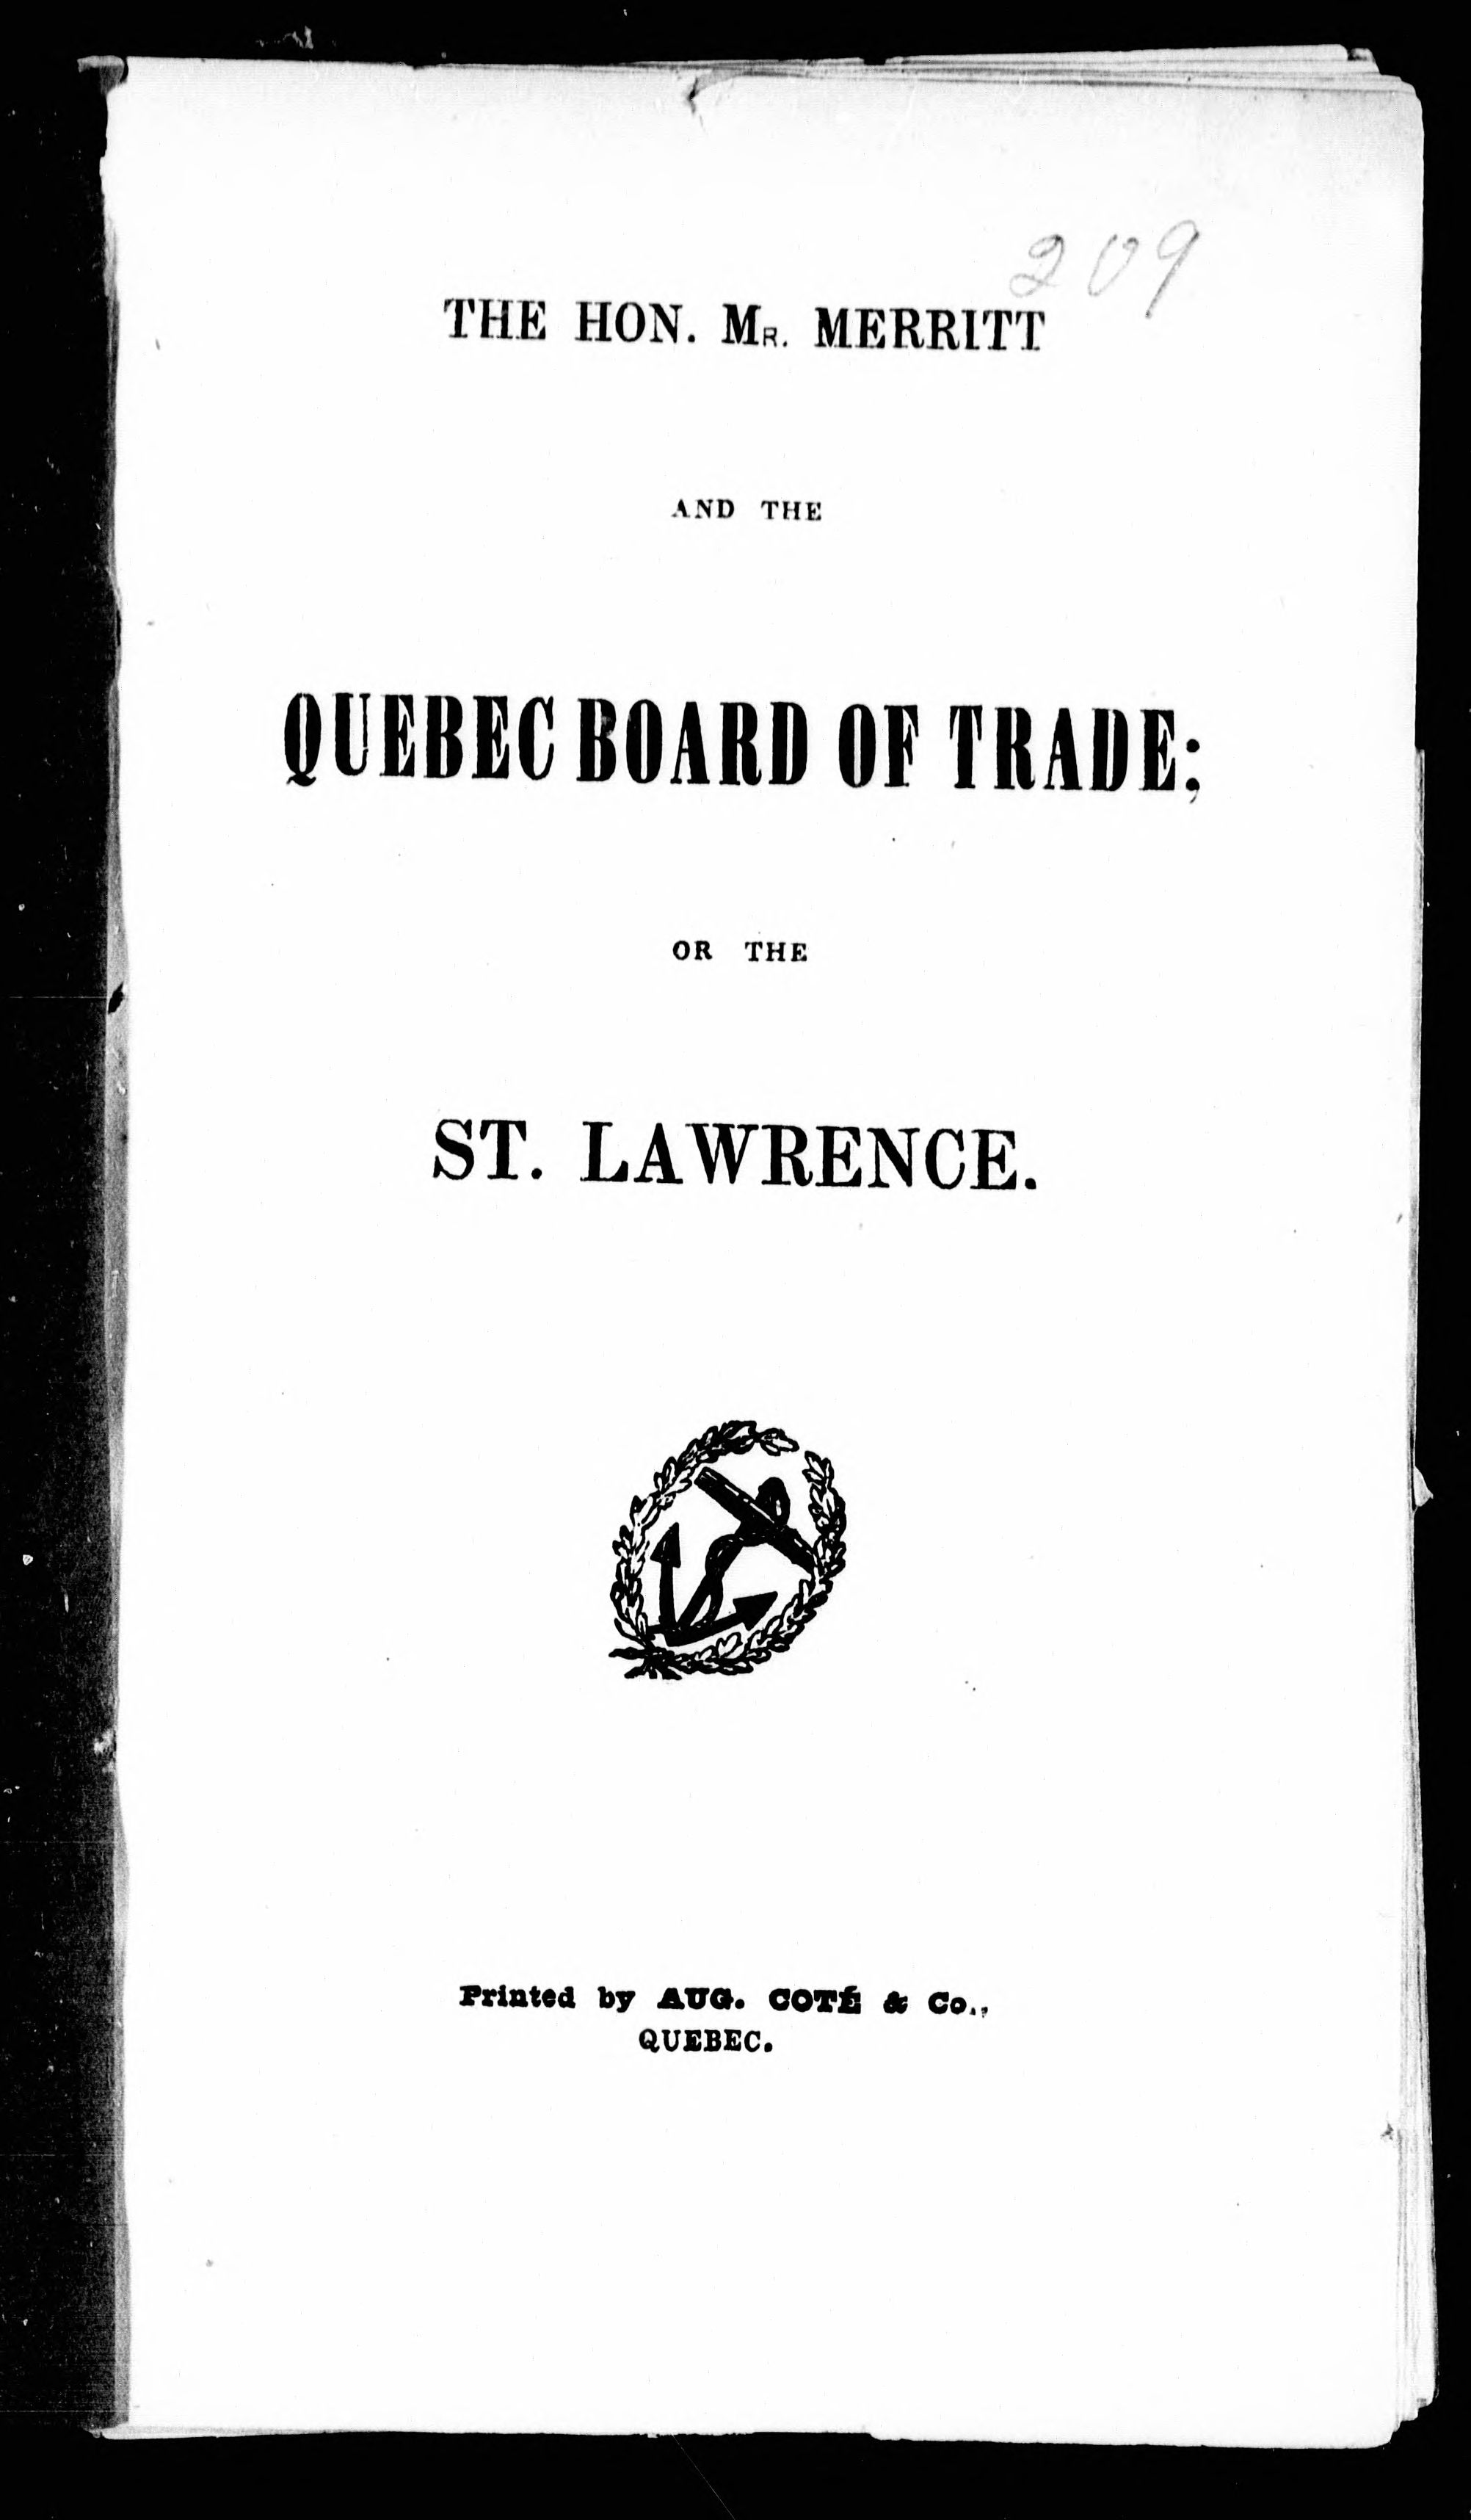 209
THE HON. MR. MERRITT
AND THE
QUEBEC BOARD OF TRADE;
OR THE
ST. LAWRENCE.
Printed by AUG. COTÉ & Co.,
QUEBEC.